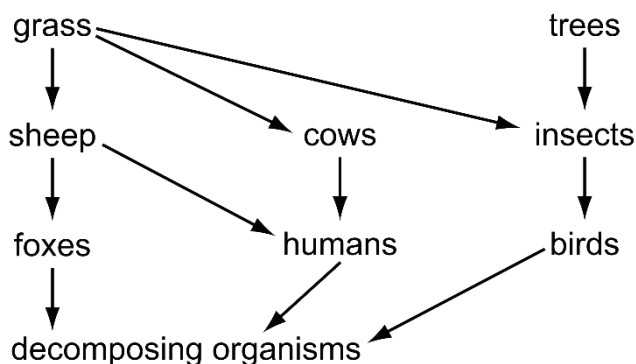 grass trees
sheep cows insects
foxes humans birds
decomposing organisms